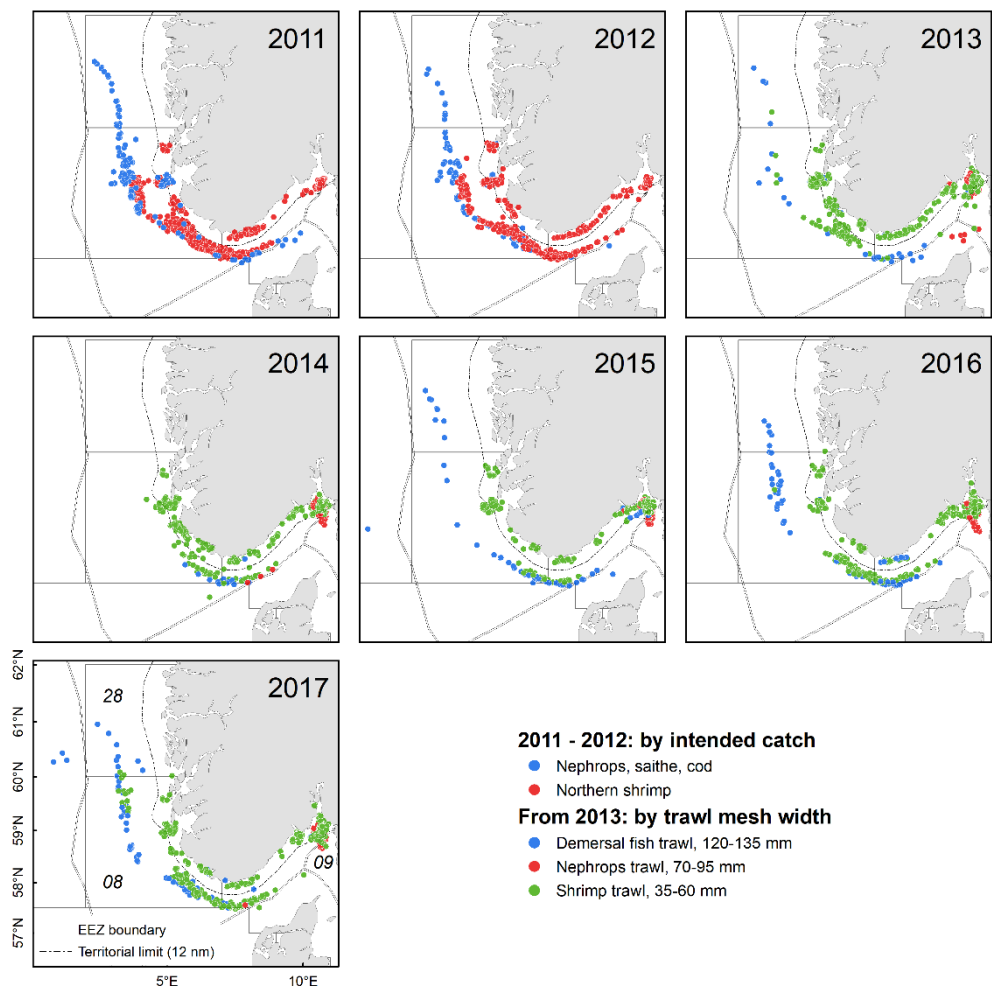 2011
2012
2013
2014
2015
2016
2017
62°N
61°N
60°N
59°N
58°N
57°N
28
08
09
EEZ boundary
Territorial limit (12 nm)
5°E
10°E
2011 - 2012: by intended catch
Nephrops, saithe, cod
Northern shrimp
From 2013: by trawl mesh width
Demersal fish trawl, 120-135 mm
Nephrops trawl, 70-95 mm
Shrimp trawl, 35-60 mm